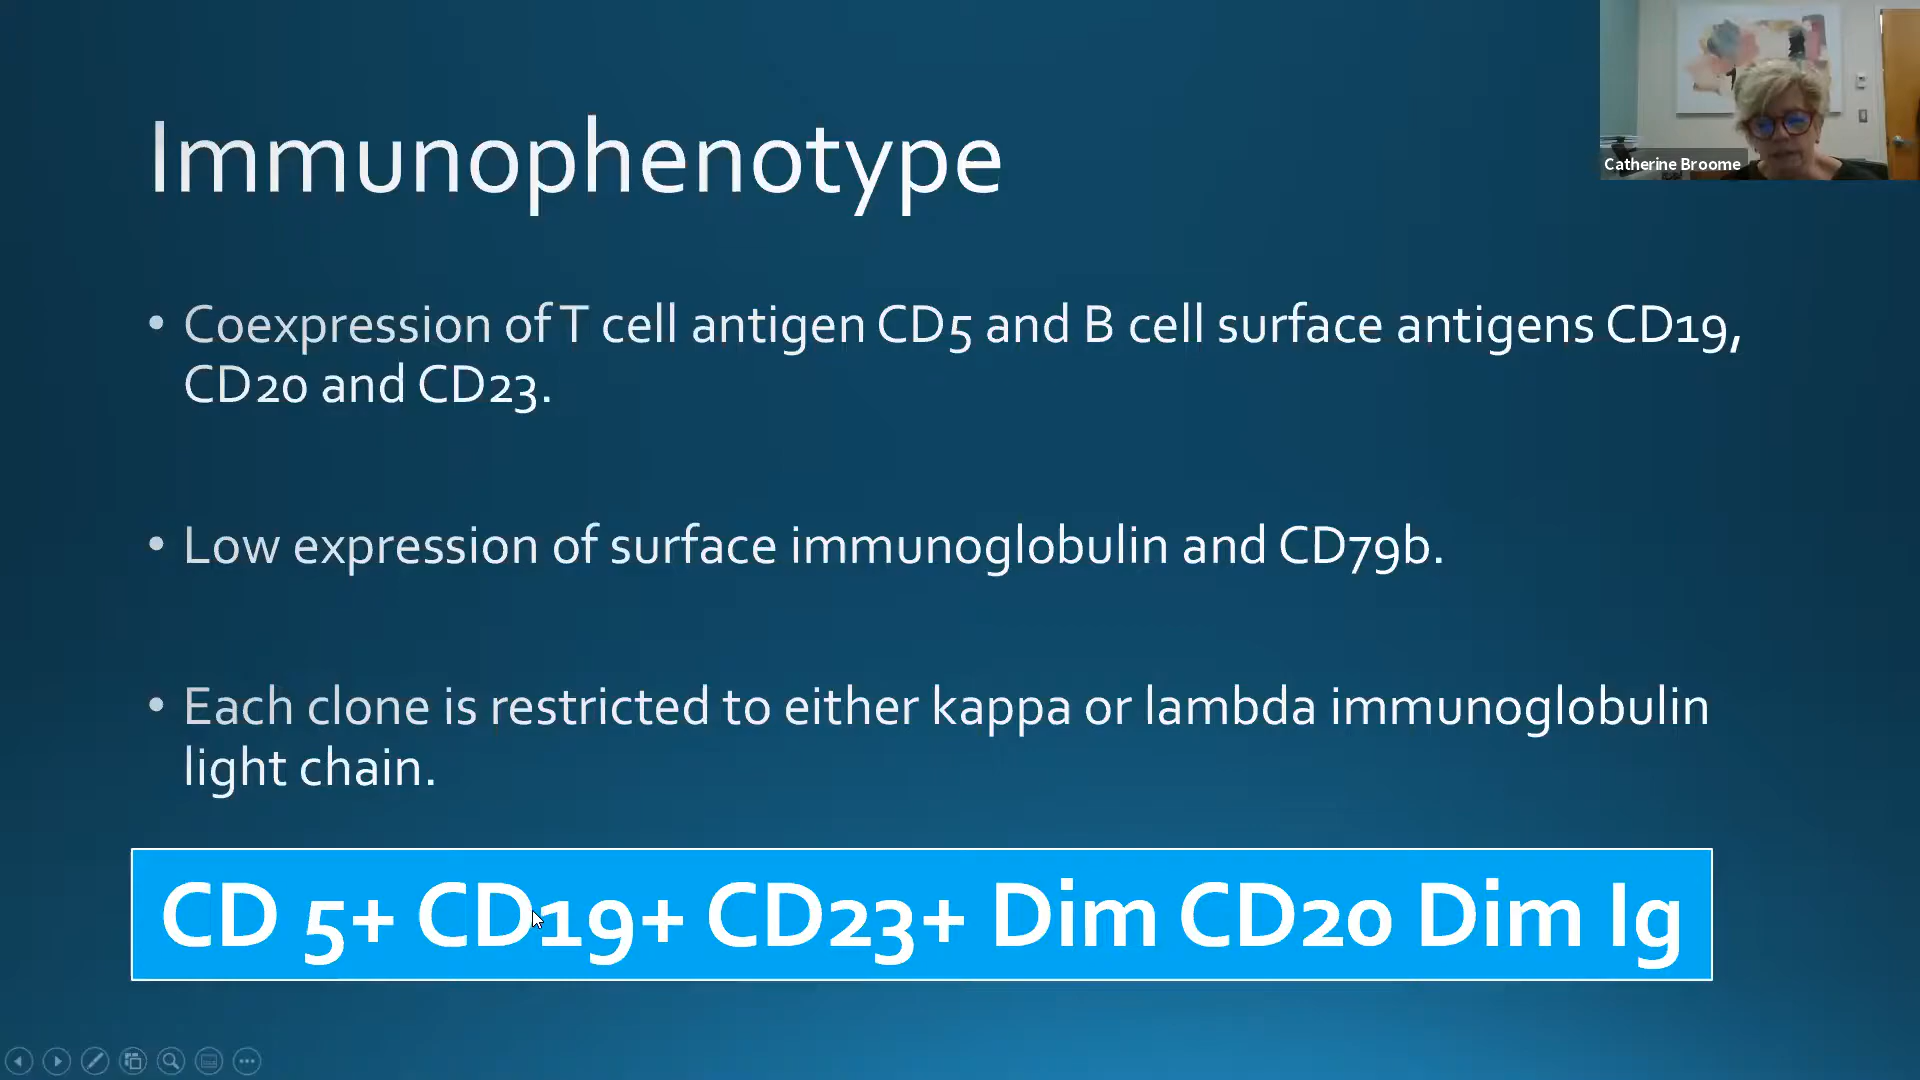 Immunophenotype
Catherine Broome
• Coexpression of T cell antigen CD5 and B cell surface antigens CD19,
CD20 and CD23.
• Low expression of surface immunoglobulin and CD79b.
• Each clone is restricted to either kappa or lambda immunoglobulin
light chain.
CD 5+ CD19+ CD23+ Dim CD20 Dim Ig